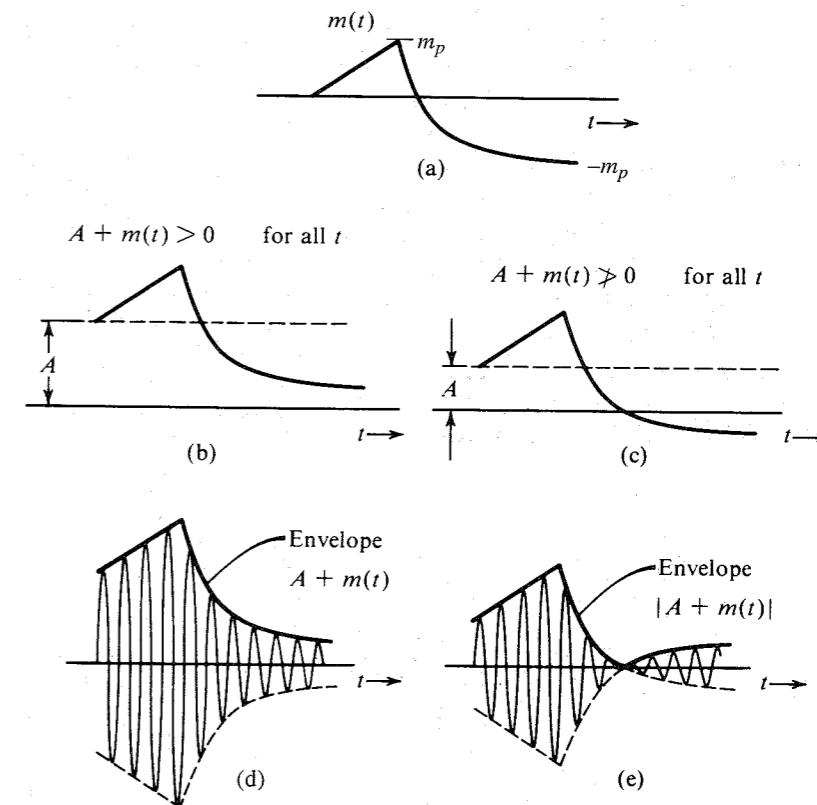 m(t)
m_p
t
−m_p
(a)
A + m(t) > 0 for all t
A
t
(b)
A + m(t) ≯ 0 for all t
A
t
(c)
Envelope
A + m(t)
t
(d)
Envelope
|A + m(t)|
t
(e)